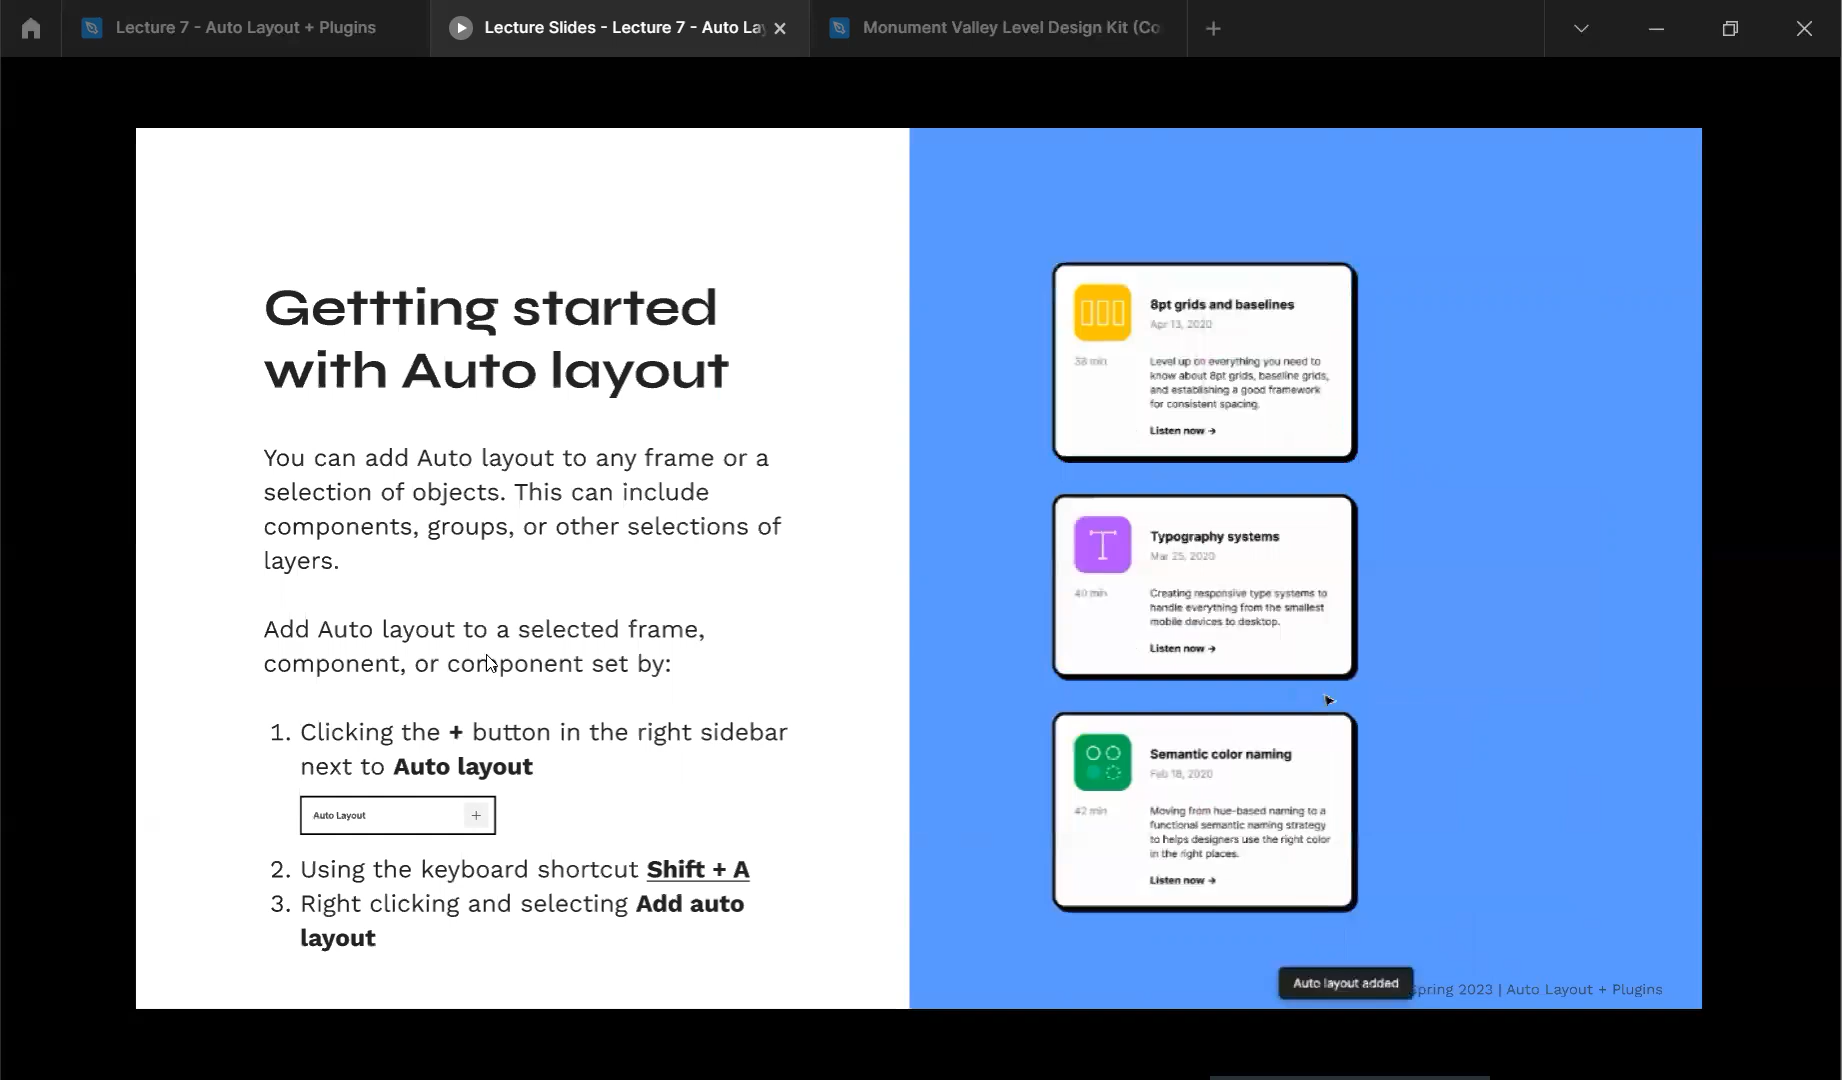 Lecture 7 - Auto Layout + Plugins
Lecture Slides - Lecture 7 - Auto La
Monument Valley Level Design Kit (Co
Gettting started
with Auto layout
You can add Auto layout to any frame or a
selection of objects. This can include
components, groups, or other selections of
layers.
Add Auto layout to a selected frame,
component, or component set by:
1. Clicking the + button in the right sidebar
next to Auto layout
Auto Layout +
2. Using the keyboard shortcut Shift + A
3. Right clicking and selecting Add auto
layout
8pt grids and baselines
Apr 13, 2020
38 min
Level up on everything you need to
know about 8pt grids, baseline grids,
and establishing a good framework
for consistent spacing.
Listen now →
Typography systems
Mar 25, 2020
40 min
Creating responsive type systems to
handle everything from the smallest
mobile devices to desktop.
Listen now →
Semantic color naming
Feb 18, 2020
42 min
Moving from hue-based naming to a
functional semantic naming strategy
to helps designers use the right color
in the right places.
Listen now →
Auto layout added
Spring 2023 | Auto Layout + Plugins